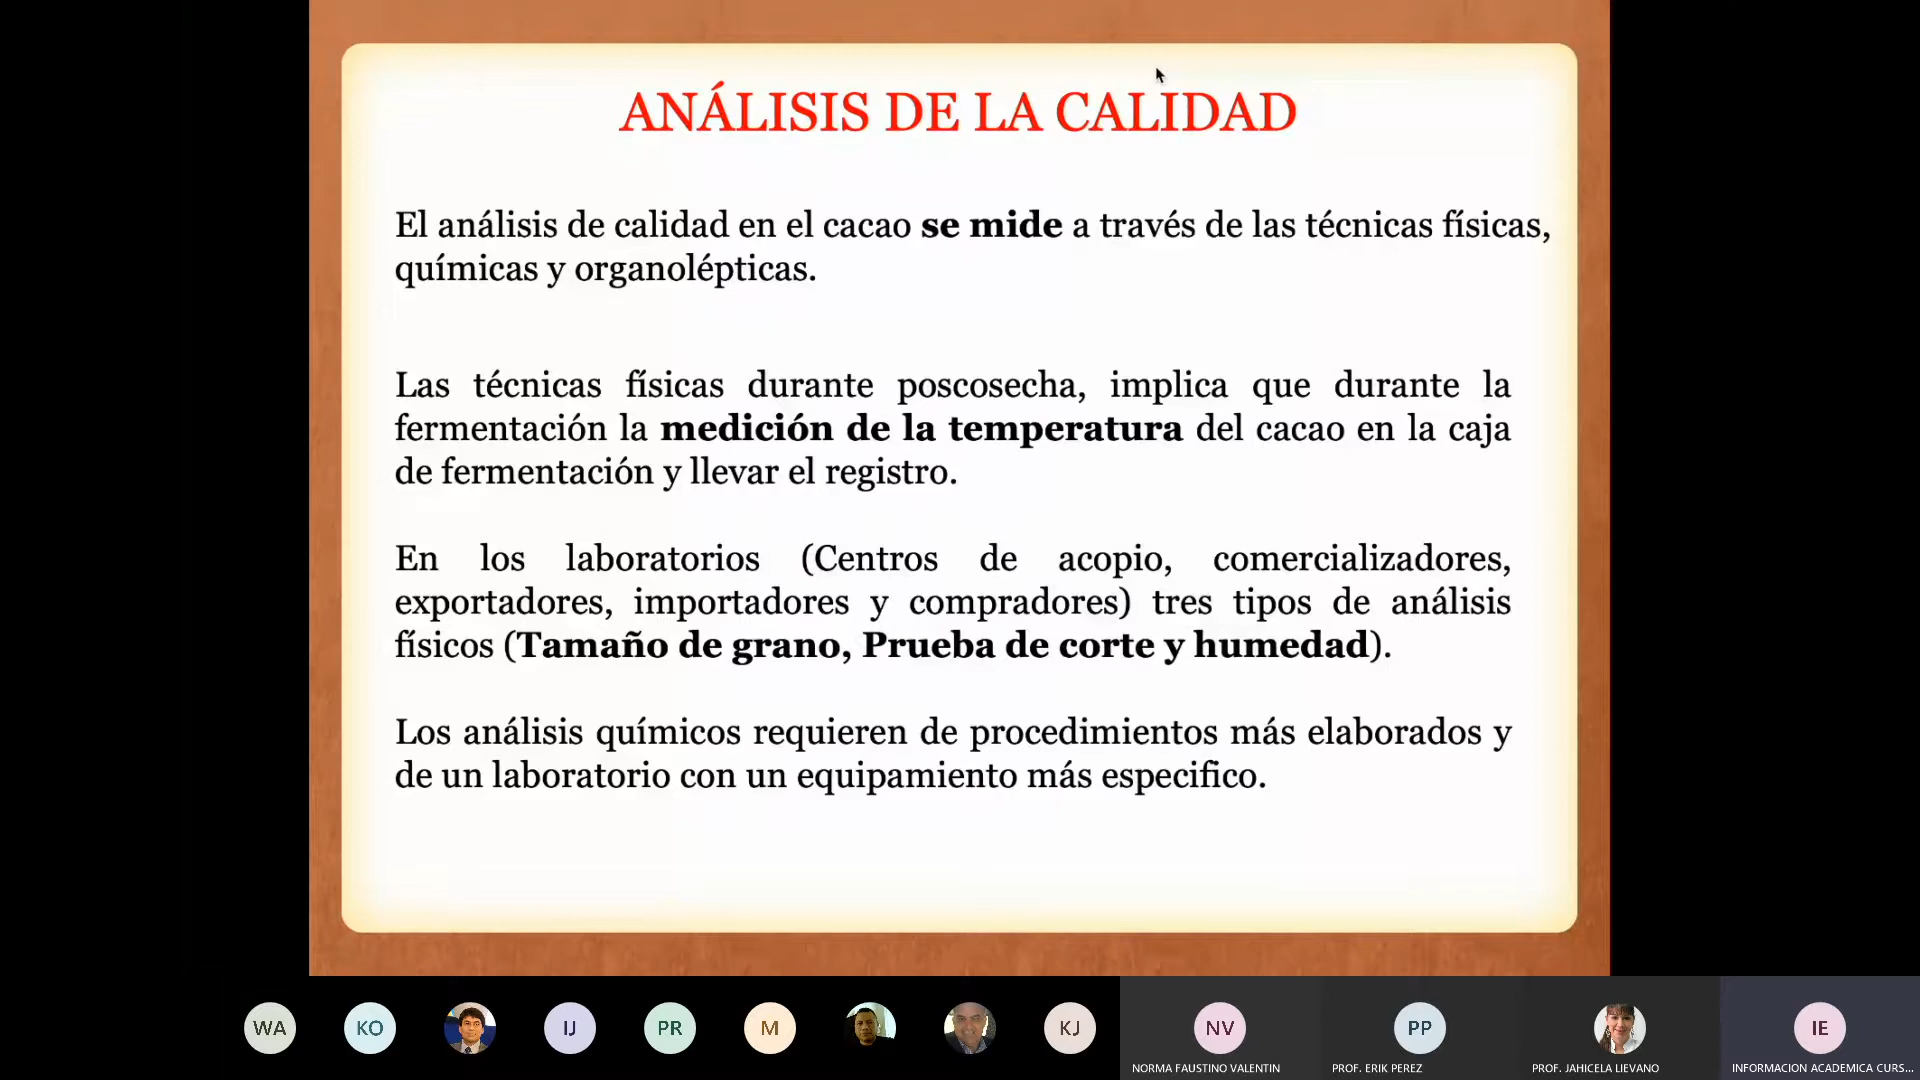 ANÁLISIS DE LA CALIDAD
El análisis de calidad en el cacao se mide a través de las técnicas físicas,
químicas y organolépticas.
Las técnicas físicas durante poscosecha, implica que durante la
fermentación la medición de la temperatura del cacao en la caja
de fermentación y llevar el registro.
En los laboratorios (Centros de acopio, comercializadores,
exportadores, importadores y compradores) tres tipos de análisis
físicos (Tamaño de grano, Prueba de corte y humedad).
Los análisis químicos requieren de procedimientos más elaborados y
de un laboratorio con un equipamiento más especifico.
WA KO IJ PR M KJ NV PP IE
NORMA FAUSTINO VALENTIN PROF. ERIK PEREZ PROF. JAHICELA LIEVANO INFORMACION ACADEMICA CURS...